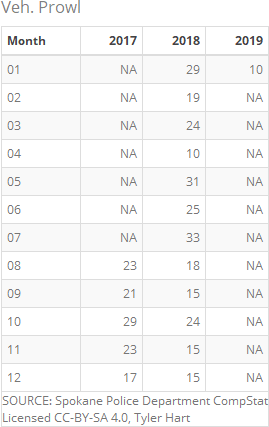 Veh. Prowl
Month 2017 2018 2019
01 NA 29 10
02 NA 19 NA
03 NA 24 NA
04 NA 10 NA
05 NA 31 NA
06 NA 25 NA
07 NA 33 NA
08 23 18 NA
09 21 15 NA
10 29 24 NA
11 23 15 NA
12 17 15 NA
SOURCE: Spokane Police Department CompStat
Licensed CC-BY-SA 4.0, Tyler Hart